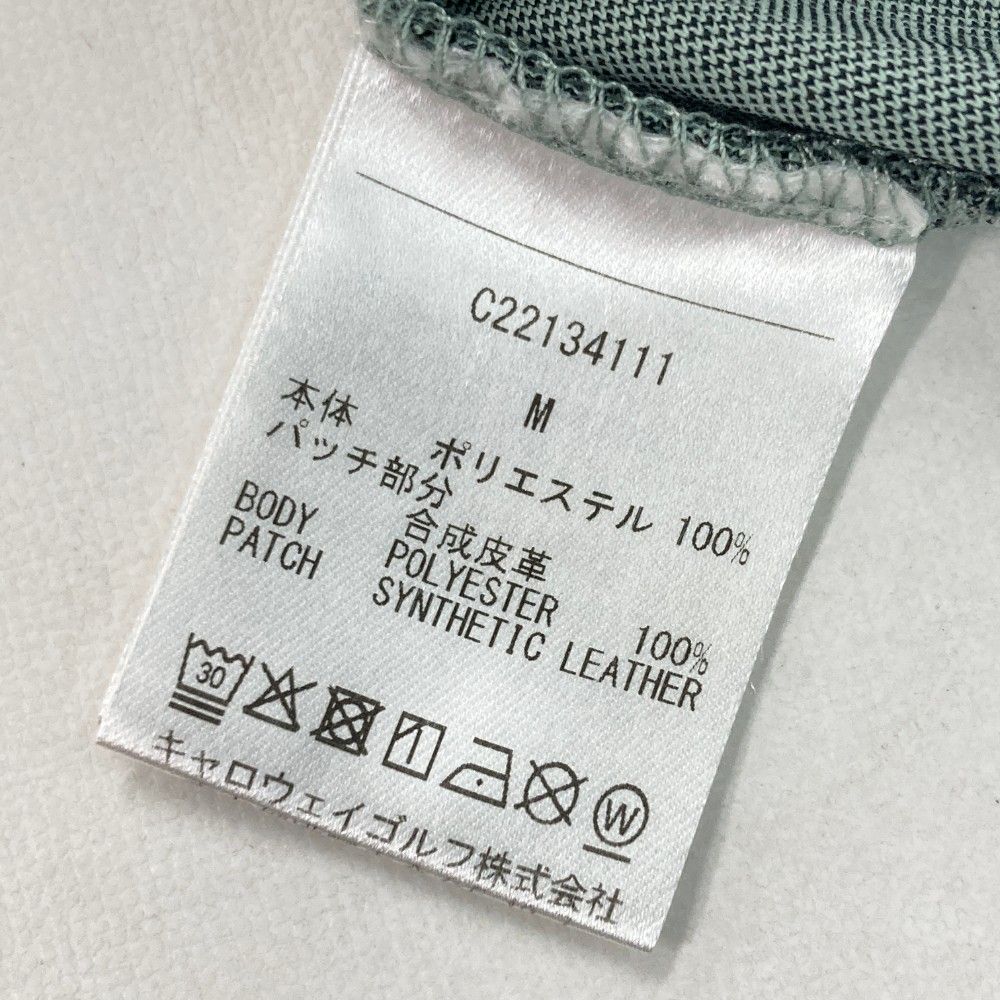 C22134111
M
本体 ポリエステル 100%
パッチ部分 合成皮革
BODY POLYESTER 100%
PATCH SYNTHETIC LEATHER
30 W
キャロウェイゴルフ株式会社